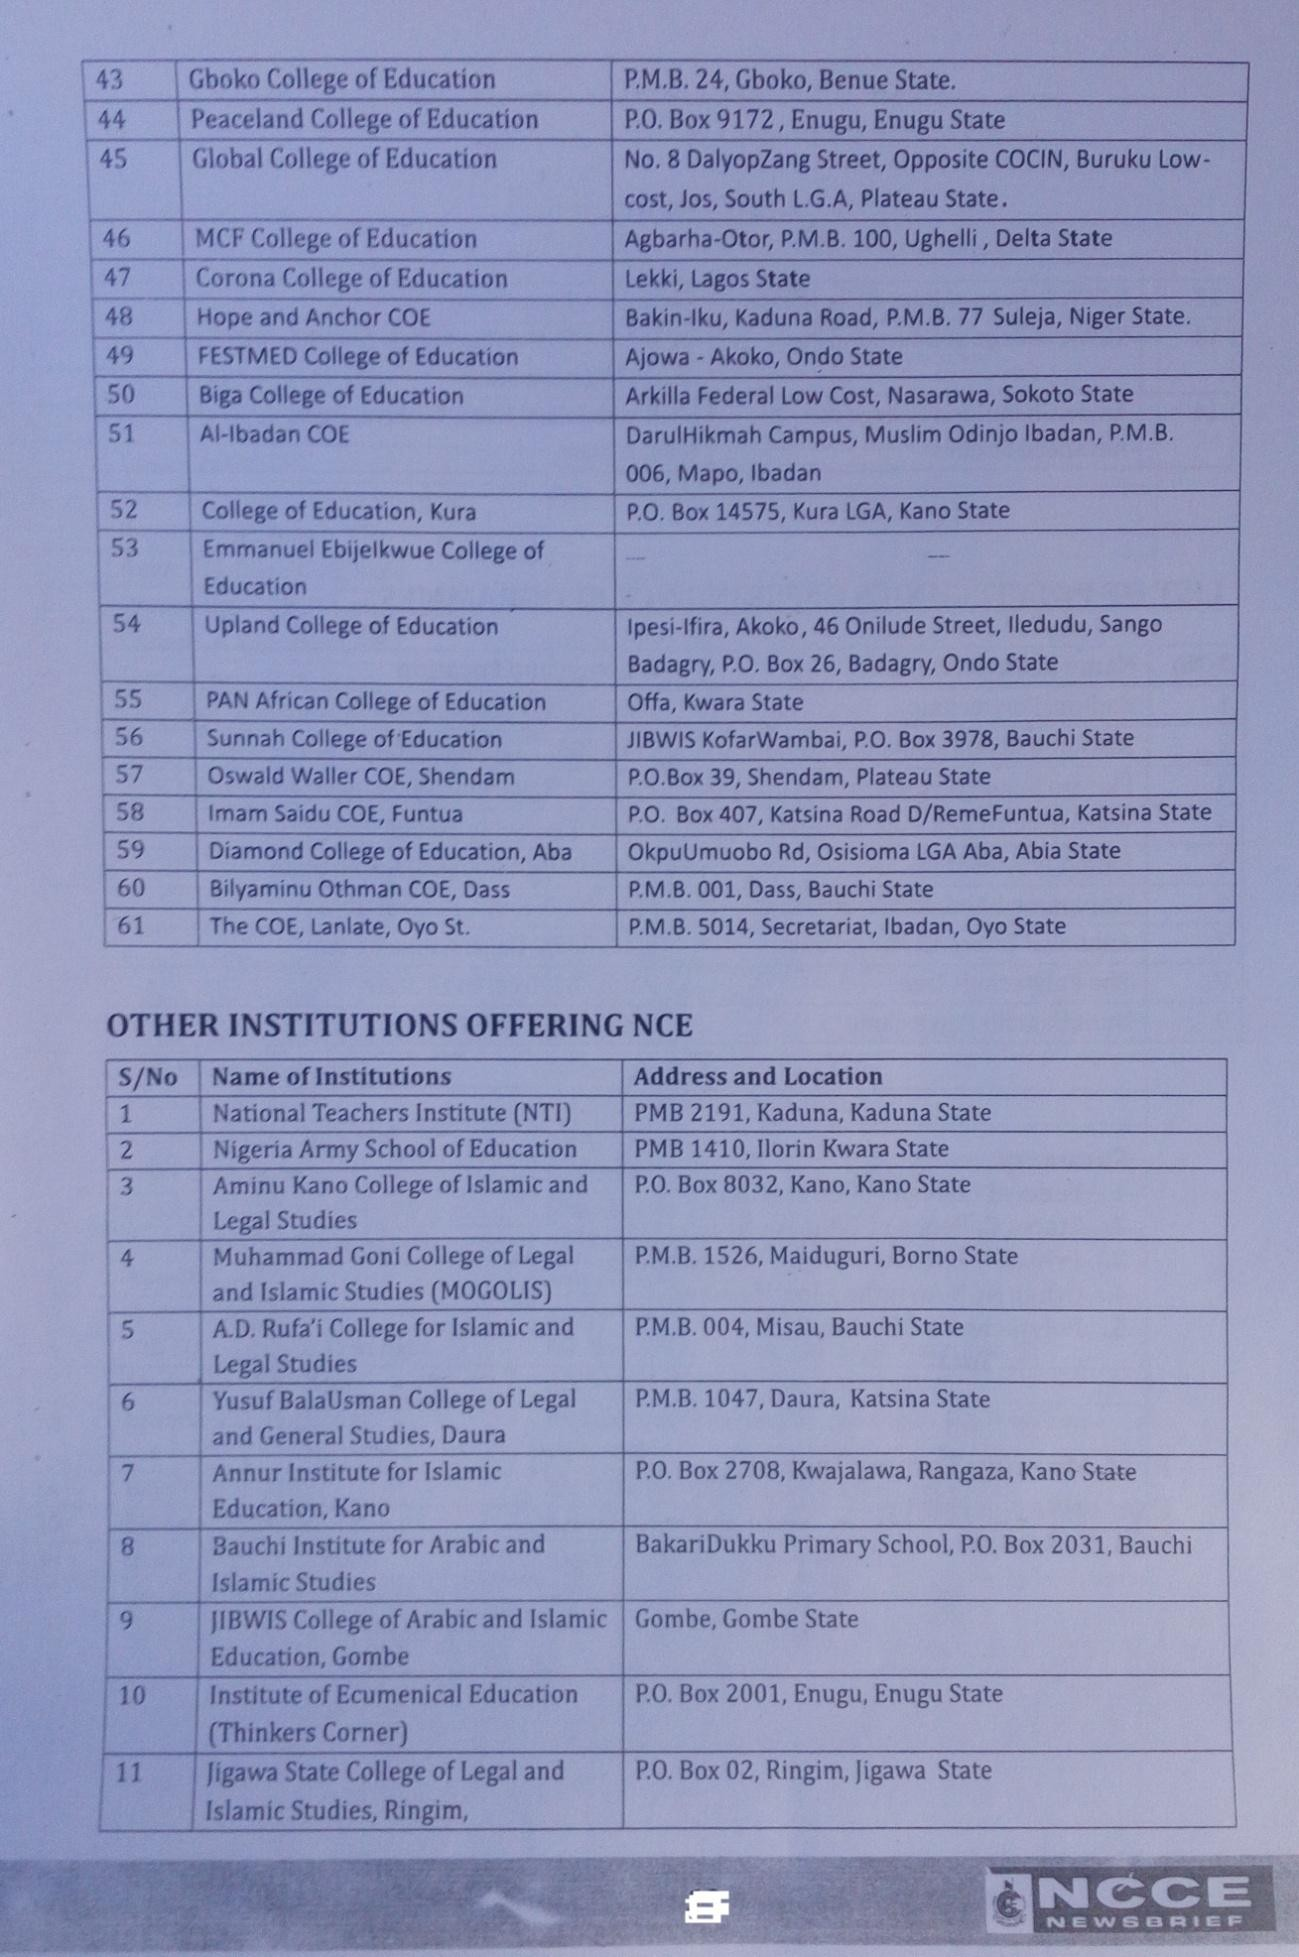 43 Gboko College of Education P.M.B. 24, Gboko, Benue State.
44 Peaceland College of Education P.O. Box 9172 , Enugu, Enugu State
45 Global College of Education No. 8 DalyopZang Street, Opposite COCIN, Buruku Low-
cost, Jos, South L.G.A, Plateau State.
46 MCF College of Education Agbarha-Otor, P.M.B. 100, Ughelli , Delta State
47 Corona College of Education Lekki, Lagos State
48 Hope and Anchor COE Bakin-Iku, Kaduna Road, P.M.B. 77 Suleja, Niger State.
49 FESTMED College of Education Ajowa - Akoko, Ondo State
50 Biga College of Education Arkilla Federal Low Cost, Nasarawa, Sokoto State
51 Al-Ibadan COE DarulHikmah Campus, Muslim Odinjo Ibadan, P.M.B.
006, Mapo, Ibadan
52 College of Education, Kura P.O. Box 14575, Kura LGA, Kano State
53 Emmanuel Ebijelkwue College of — —
Education
54 Upland College of Education Ipesi-Ifira, Akoko, 46 Onilude Street, Iledudu, Sango
Badagry, P.O. Box 26, Badagry, Ondo State
55 PAN African College of Education Offa, Kwara State
56 Sunnah College of Education JIBWIS KofarWambai, P.O. Box 3978, Bauchi State
57 Oswald Waller COE, Shendam P.O.Box 39, Shendam, Plateau State
58 Imam Saidu COE, Funtua P.O. Box 407, Katsina Road D/RemeFuntua, Katsina State
59 Diamond College of Education, Aba OkpuUmuobo Rd, Osisioma LGA Aba, Abia State
60 Bilyaminu Othman COE, Dass P.M.B. 001, Dass, Bauchi State
61 The COE, Lanlate, Oyo St. P.M.B. 5014, Secretariat, Ibadan, Oyo State
OTHER INSTITUTIONS OFFERING NCE
S/No Name of Institutions Address and Location
1 National Teachers Institute (NTI) PMB 2191, Kaduna, Kaduna State
2 Nigeria Army School of Education PMB 1410, Ilorin Kwara State
3 Aminu Kano College of Islamic and P.O. Box 8032, Kano, Kano State
Legal Studies
4 Muhammad Goni College of Legal P.M.B. 1526, Maiduguri, Borno State
and Islamic Studies (MOGOLIS)
5 A.D. Rufa'i College for Islamic and P.M.B. 004, Misau, Bauchi State
Legal Studies
6 Yusuf BalaUsman College of Legal P.M.B. 1047, Daura, Katsina State
and General Studies, Daura
7 Annur Institute for Islamic P.O. Box 2708, Kwajalawa, Rangaza, Kano State
Education, Kano
8 Bauchi Institute for Arabic and BakariDukku Primary School, P.O. Box 2031, Bauchi
Islamic Studies
9 JIBWIS College of Arabic and Islamic Gombe, Gombe State
Education, Gombe
10 Institute of Ecumenical Education P.O. Box 2001, Enugu, Enugu State
(Thinkers Corner)
11 Jigawa State College of Legal and P.O. Box 02, Ringim, Jigawa State
Islamic Studies, Ringim,
NCCE
NEWSBRIEF